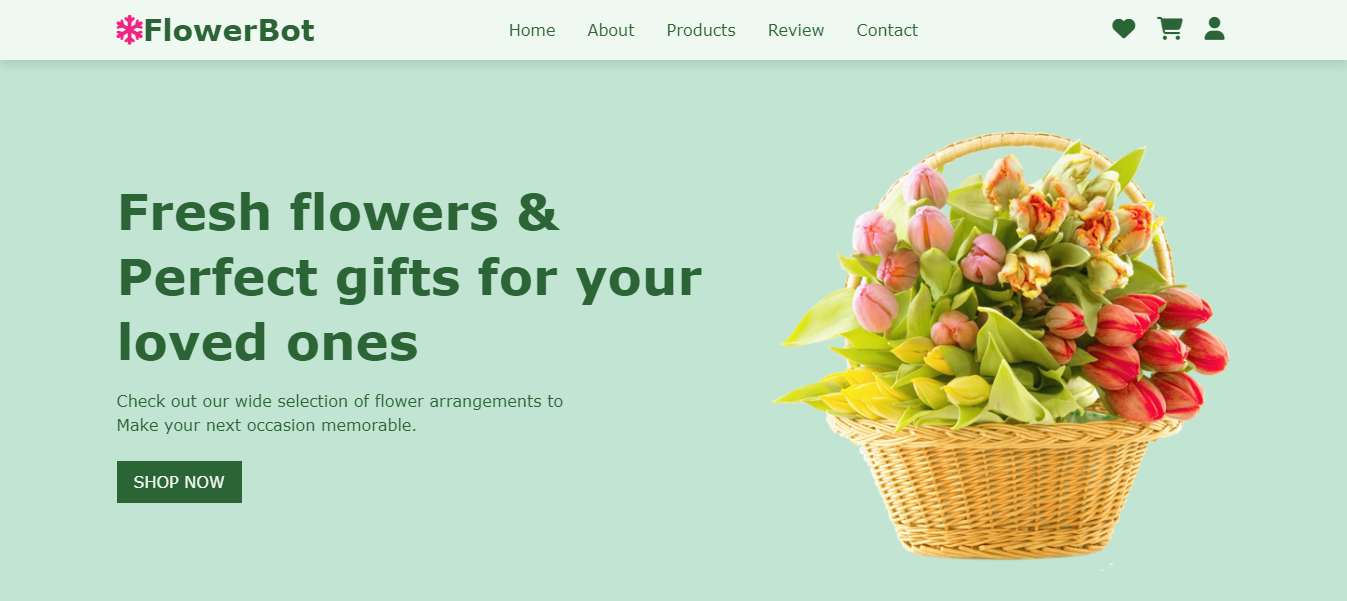 FlowerBot
Home
About
Products
Review
Contact
Fresh flowers &
Perfect gifts for your
loved ones
Check out our wide selection of flower arrangements to
Make your next occasion memorable.
SHOP NOW